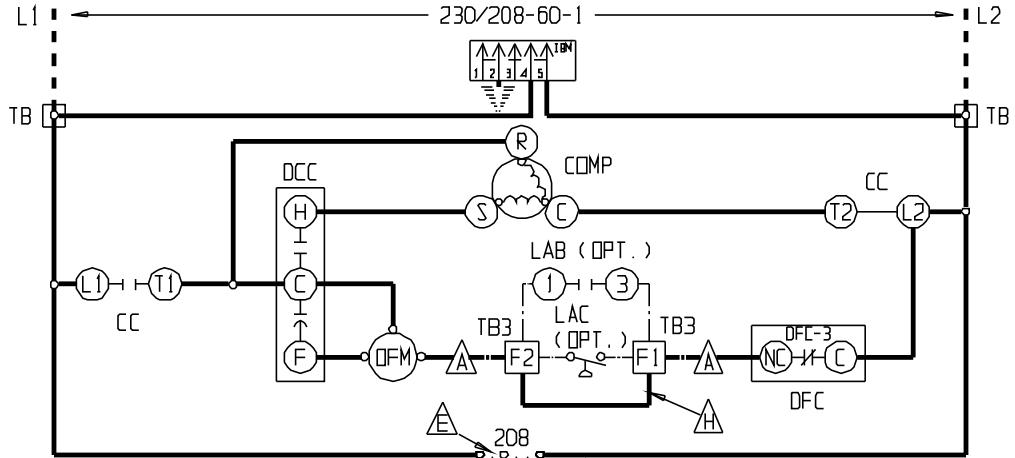 L1 230/208-60-1 L2
IBM
1 2 3 4 5
TB TB
R
COMP
DCC
CC
H S C T2 L2
LAB (OPT.)
L1 T1 C 1 3
LAC
CC
TB3 (OPT.) TB3
DFC-3
F OFM A F2 F1 A NC C
DFC
E H
208